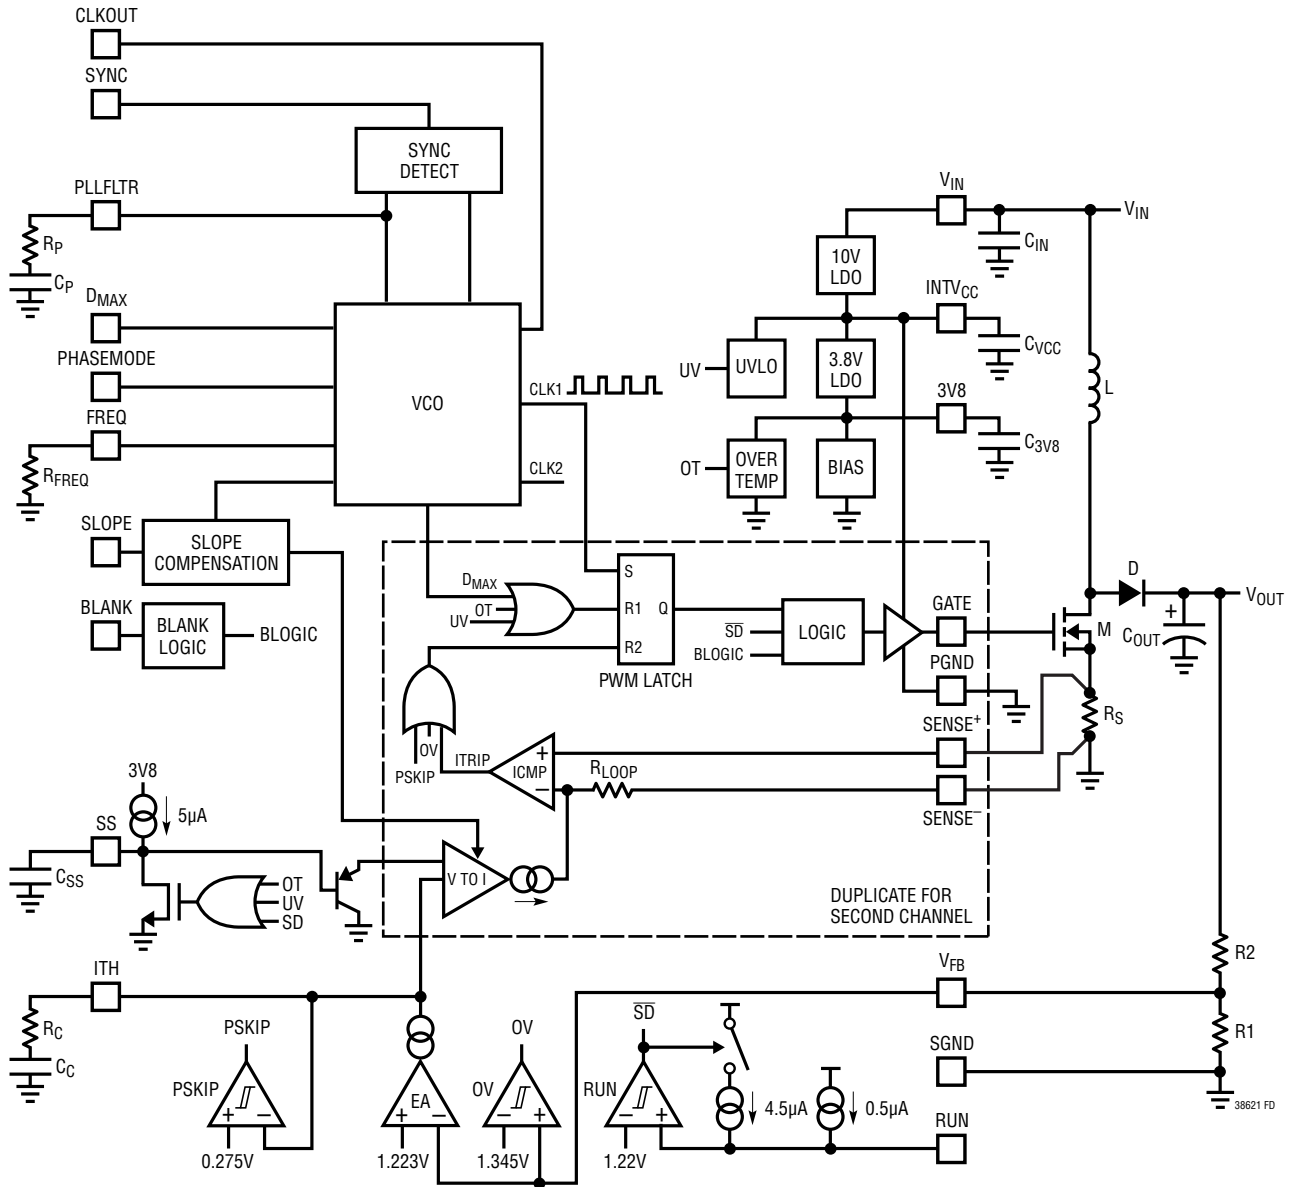 CLKOUT
SYNC
SYNC
DETECT
PLLFLTR
RP
CP
DMAX
PHASEMODE
FREQ
RFREQ
VCO
CLK1
CLK2
SLOPE
SLOPE
COMPENSATION
BLANK
BLANK
LOGIC
BLOGIC
VIN
VIN
CIN
10V
LDO
INTVCC
CVCC
UV
UVLO
3.8V
LDO
3V8
C3V8
OT
OVER
TEMP
BIAS
L
DMAX
OT
UV
S
R1
Q
R2
PWM LATCH
SD
BLOGIC
LOGIC
GATE
PGND
SENSE+
SENSE–
M
D
+
COUT
VOUT
RS
OV
PSKIP
ITRIP
ICMP
+
–
RLOOP
3V8
5µA
SS
CSS
OT
UV
SD
V TO I
DUPLICATE FOR
SECOND CHANNEL
ITH
RC
CC
PSKIP
PSKIP
+ –
0.275V
EA
+ –
1.223V
OV
OV
– +
1.345V
SD
RUN
– +
1.22V
4.5µA
0.5µA
VFB
SGND
RUN
R2
R1
38621 FD